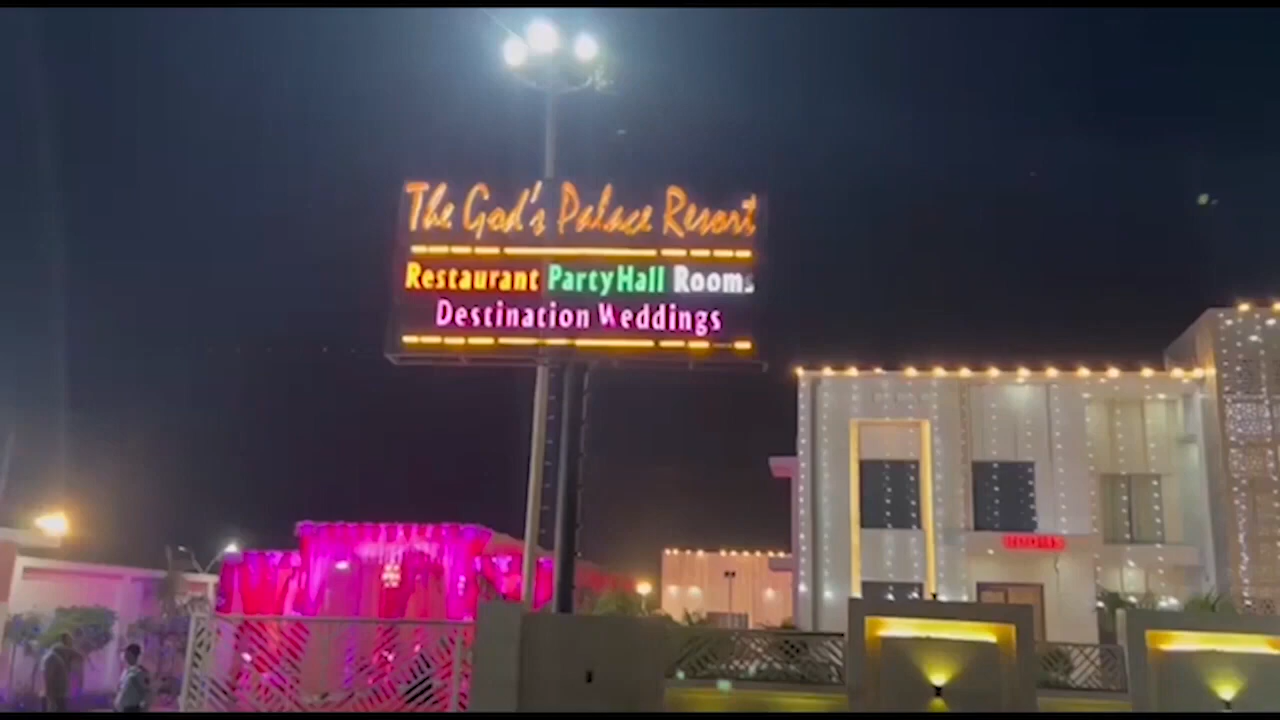 The God's Palace Resort
Restaurant PartyHall Rooms
Destination Weddings